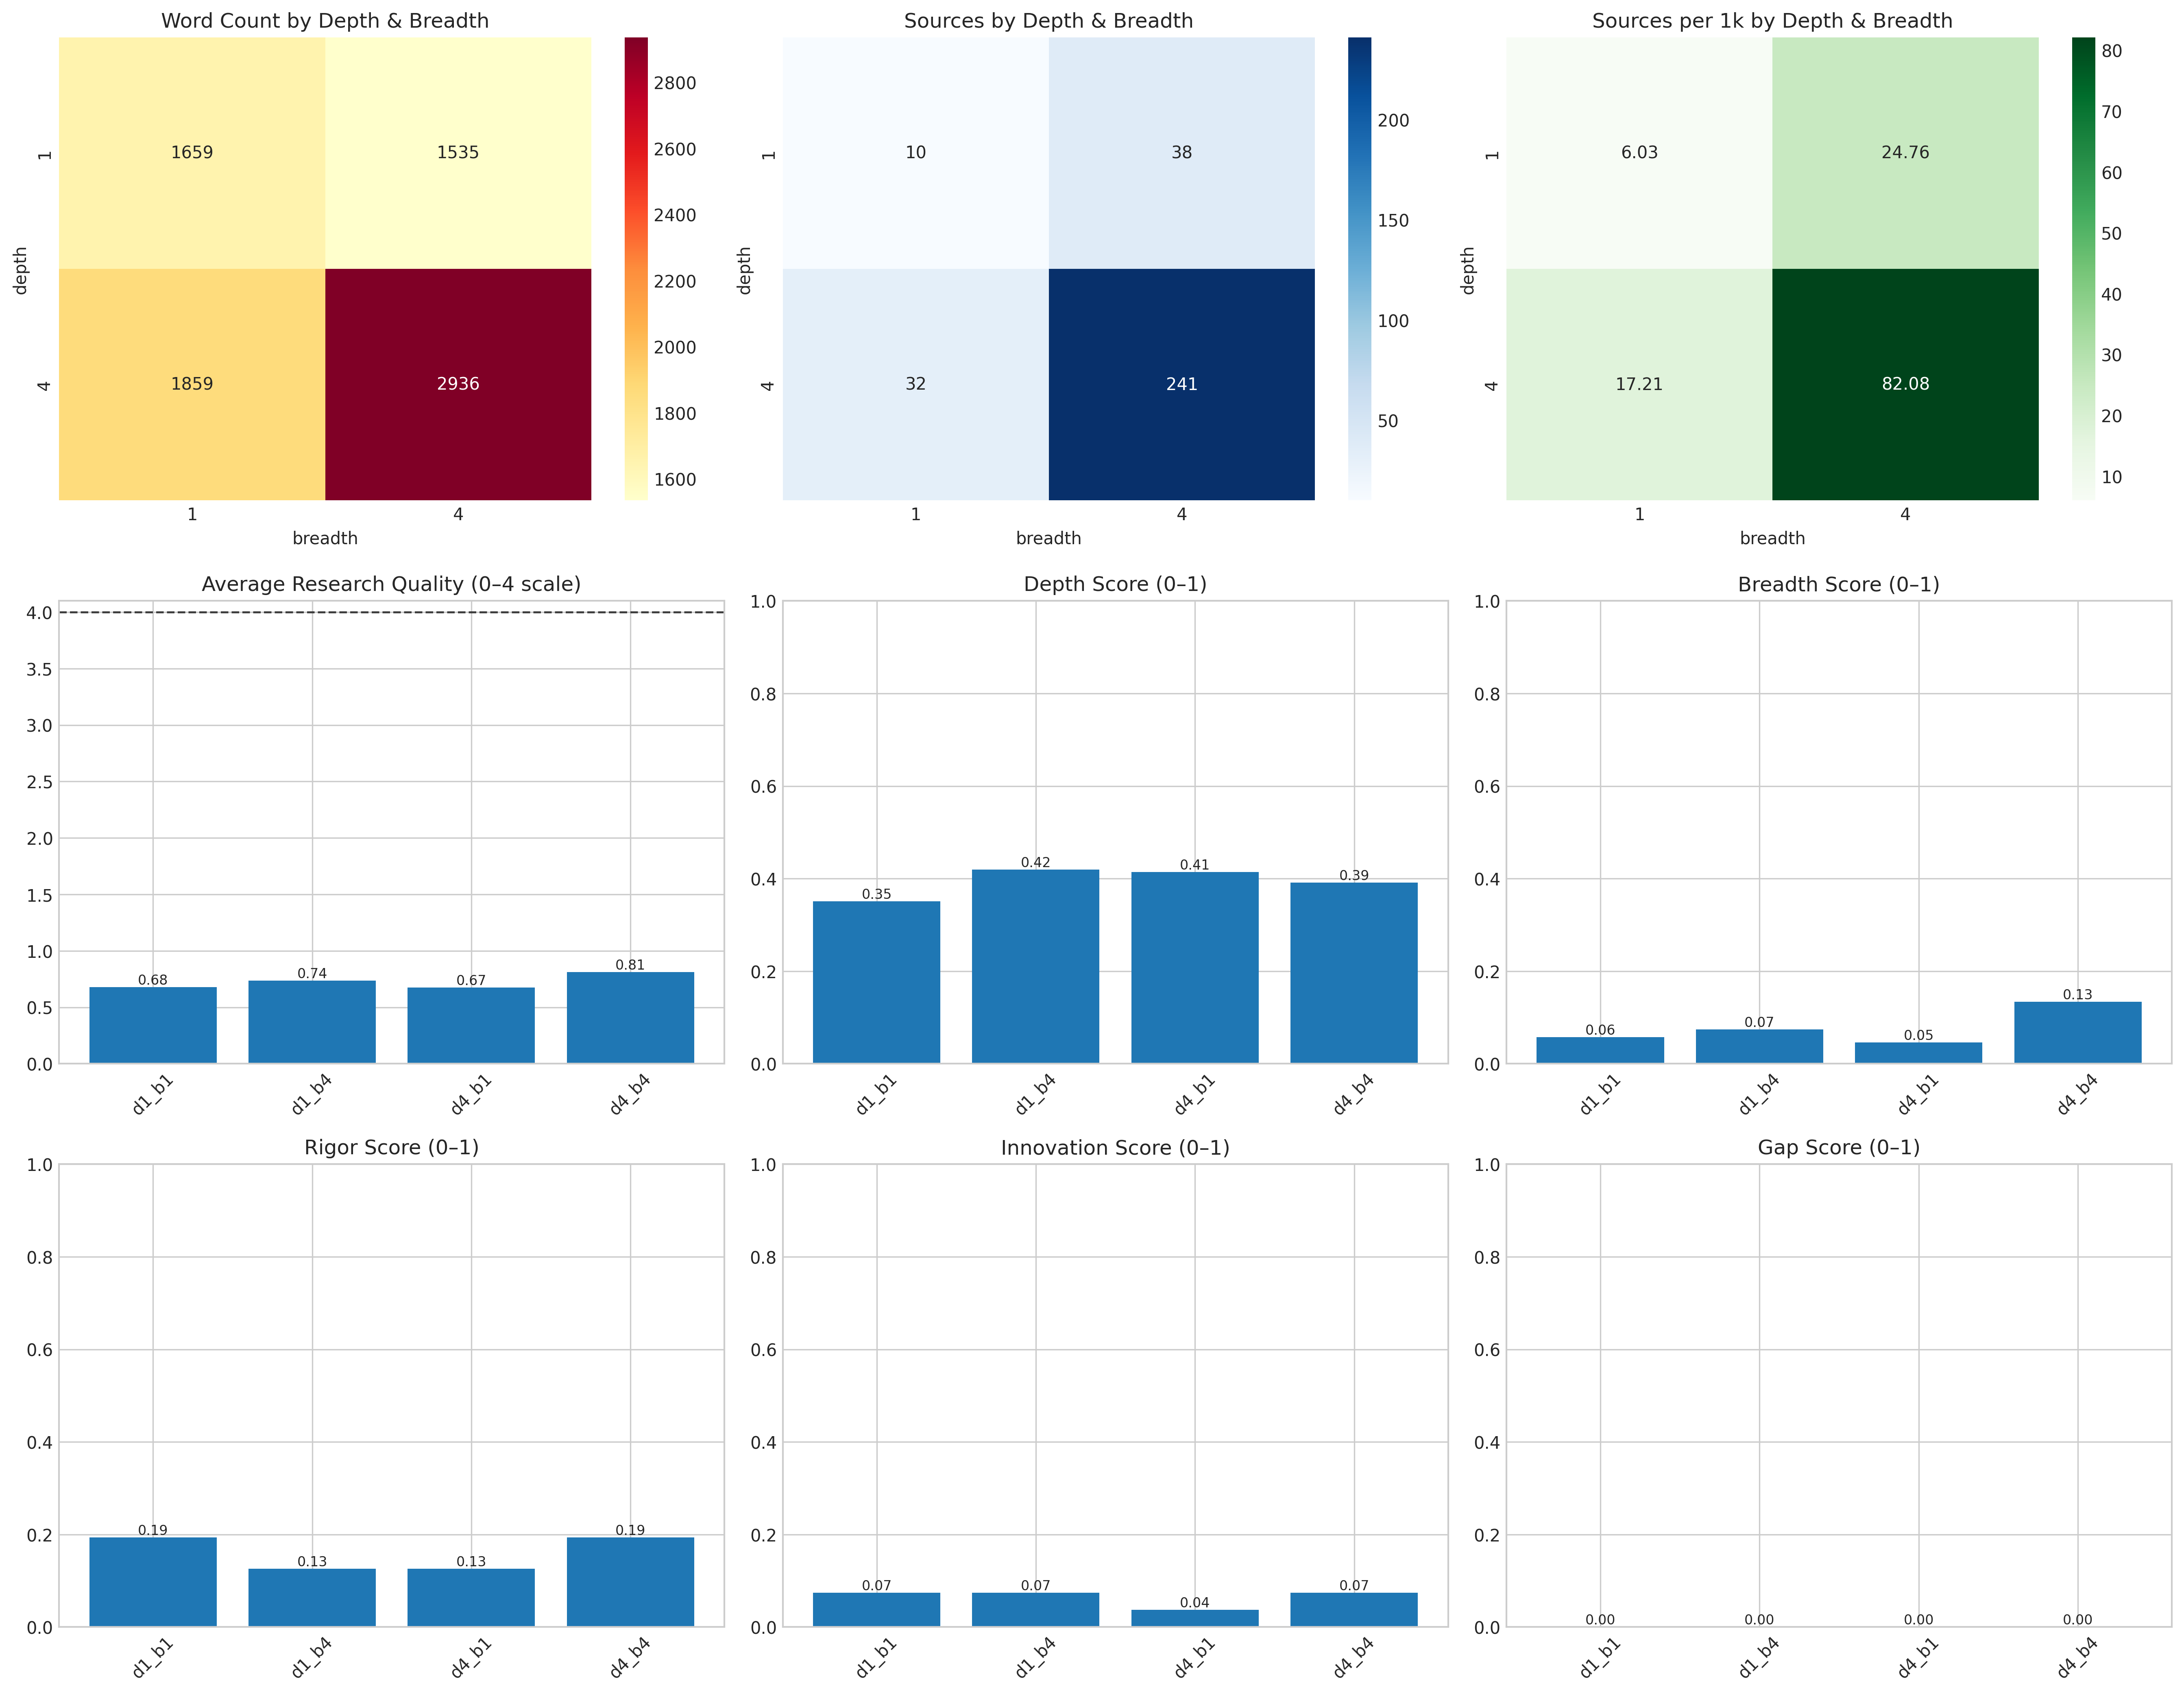 Word Count by Depth & Breadth
1659 1535
1859 2936
depth
1
4
1 4
breadth
2800
2600
2400
2200
2000
1800
1600
Sources by Depth & Breadth
10 38
32 241
depth
1
4
1 4
breadth
200
150
100
50
Sources per 1k by Depth & Breadth
6.03 24.76
17.21 82.08
depth
1
4
1 4
breadth
80
70
60
50
40
30
20
10
Average Research Quality (0–4 scale)
4.0
3.5
3.0
2.5
2.0
1.5
1.0
0.5
0.0
0.68 0.74 0.67 0.81
d1_b1 d1_b4 d4_b1 d4_b4
Depth Score (0–1)
1.0
0.8
0.6
0.4
0.2
0.0
0.35 0.42 0.41 0.39
d1_b1 d1_b4 d4_b1 d4_b4
Breadth Score (0–1)
1.0
0.8
0.6
0.4
0.2
0.0
0.06 0.07 0.05 0.13
d1_b1 d1_b4 d4_b1 d4_b4
Rigor Score (0–1)
1.0
0.8
0.6
0.4
0.2
0.0
0.19 0.13 0.13 0.19
d1_b1 d1_b4 d4_b1 d4_b4
Innovation Score (0–1)
1.0
0.8
0.6
0.4
0.2
0.0
0.07 0.07 0.04 0.07
d1_b1 d1_b4 d4_b1 d4_b4
Gap Score (0–1)
1.0
0.8
0.6
0.4
0.2
0.0
0.00 0.00 0.00 0.00
d1_b1 d1_b4 d4_b1 d4_b4